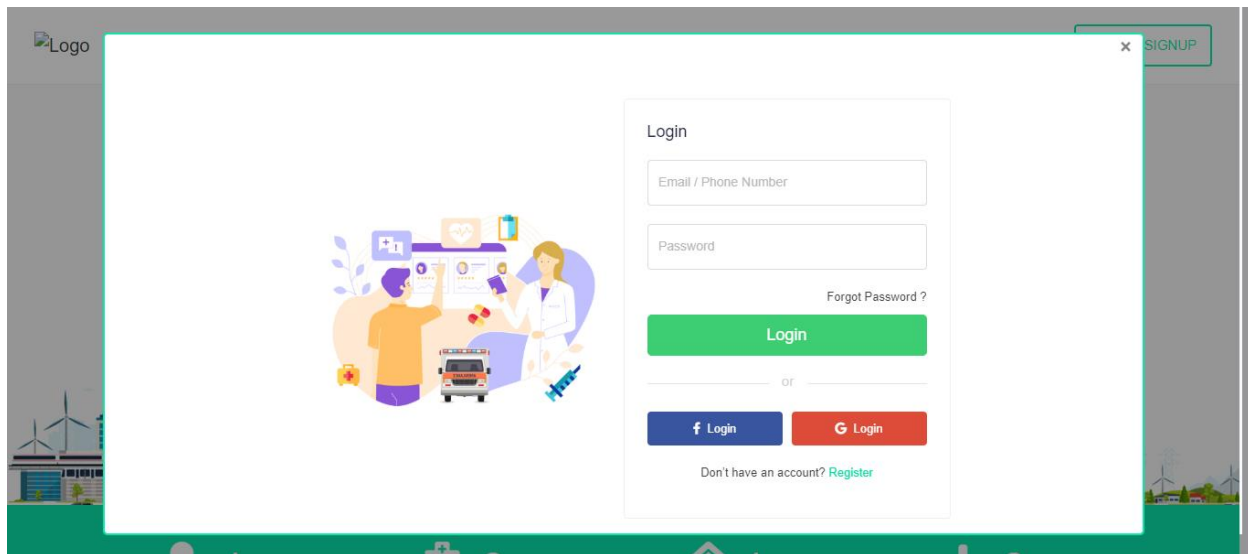 Logo
×
SIGNUP
Login
Email / Phone Number
Password
Forgot Password ?
Login
or
f Login
G Login
Don't have an account? Register